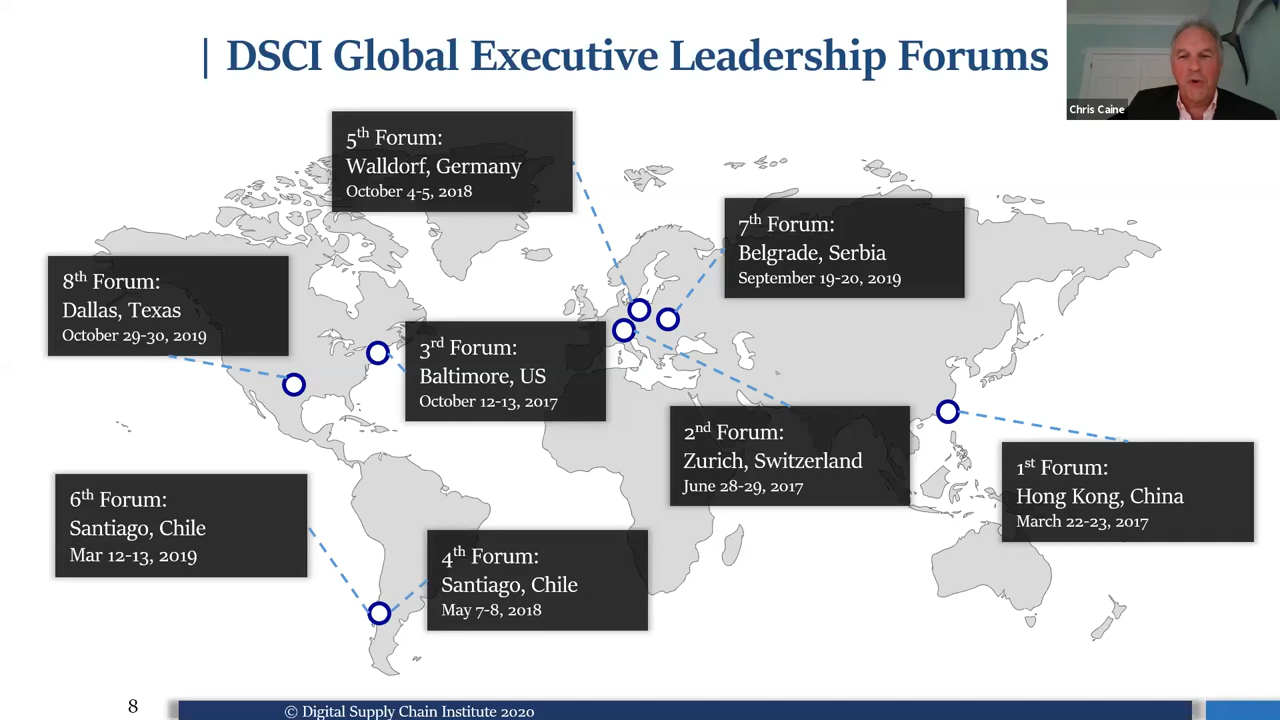 | DSCI Global Executive Leadership Forums
Chris Caine
5th Forum:
Walldorf, Germany
October 4-5, 2018
7th Forum:
Belgrade, Serbia
September 19-20, 2019
8th Forum:
Dallas, Texas
October 29-30, 2019
3rd Forum:
Baltimore, US
October 12-13, 2017
2nd Forum:
Zurich, Switzerland
June 28-29, 2017
1st Forum:
Hong Kong, China
March 22-23, 2017
6th Forum:
Santiago, Chile
Mar 12-13, 2019
4th Forum:
Santiago, Chile
May 7-8, 2018
8
© Digital Supply Chain Institute 2020